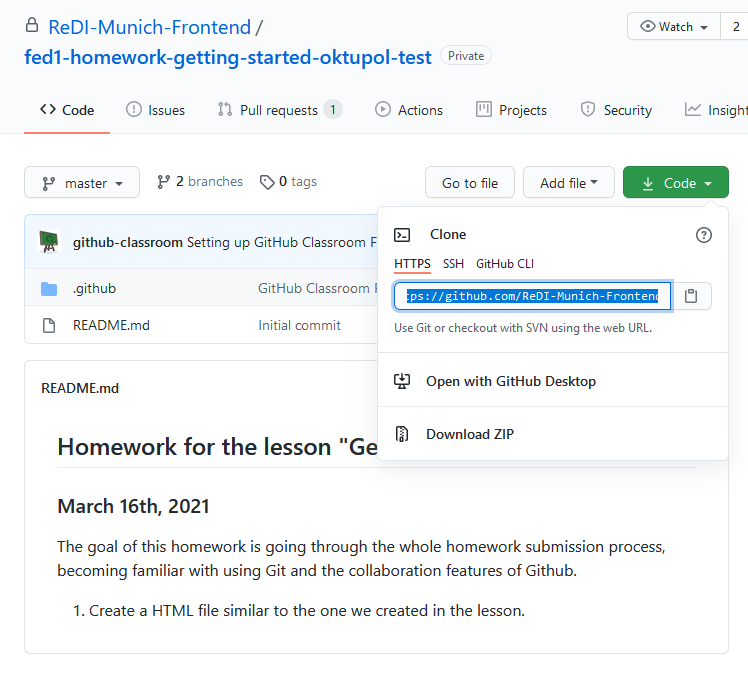 ReDI-Munich-Frontend /
fed1-homework-getting-started-oktupol-test Private
Watch 2
Code Issues Pull requests 1 Actions Projects Security Insight
master 2 branches 0 tags Go to file Add file Code
github-classroom Setting up GitHub Classroom F
.github GitHub Classroom F
README.md Initial commit
Clone
HTTPS SSH GitHub CLI
tps://github.com/ReDI-Munich-Frontend
Use Git or checkout with SVN using the web URL.
Open with GitHub Desktop
Download ZIP
README.md
Homework for the lesson "Ge
March 16th, 2021
The goal of this homework is going through the whole homework submission process,
becoming familiar with using Git and the collaboration features of Github.
1. Create a HTML file similar to the one we created in the lesson.